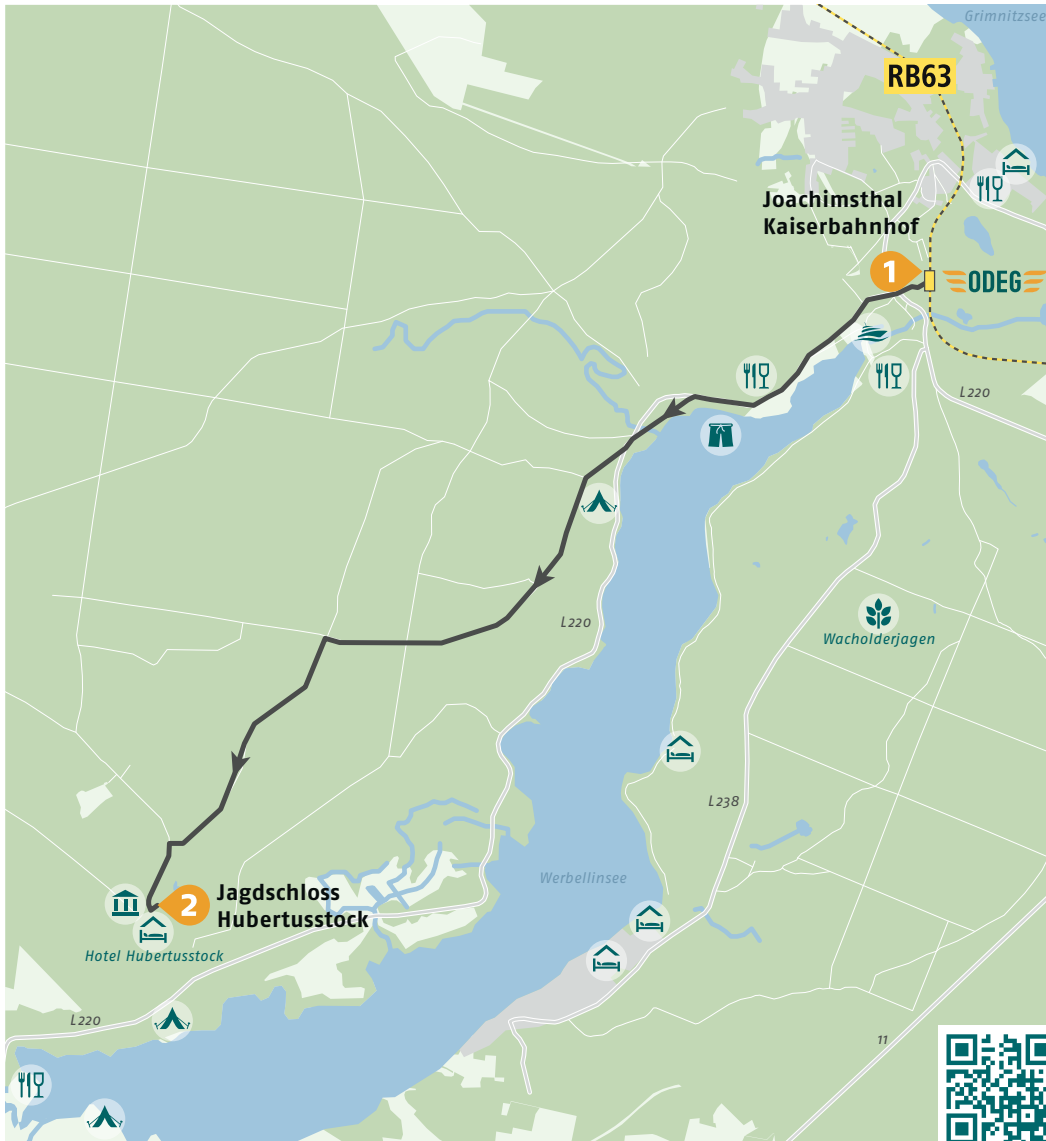 Grimnitzsee
RB63
Joachimsthal
Kaiserbahnhof
1
ODEG
L220
L220
Wacholderjagen
L238
Werbellinsee
2
Jagdschloss
Hubertusstock
Hotel Hubertusstock
L220
11